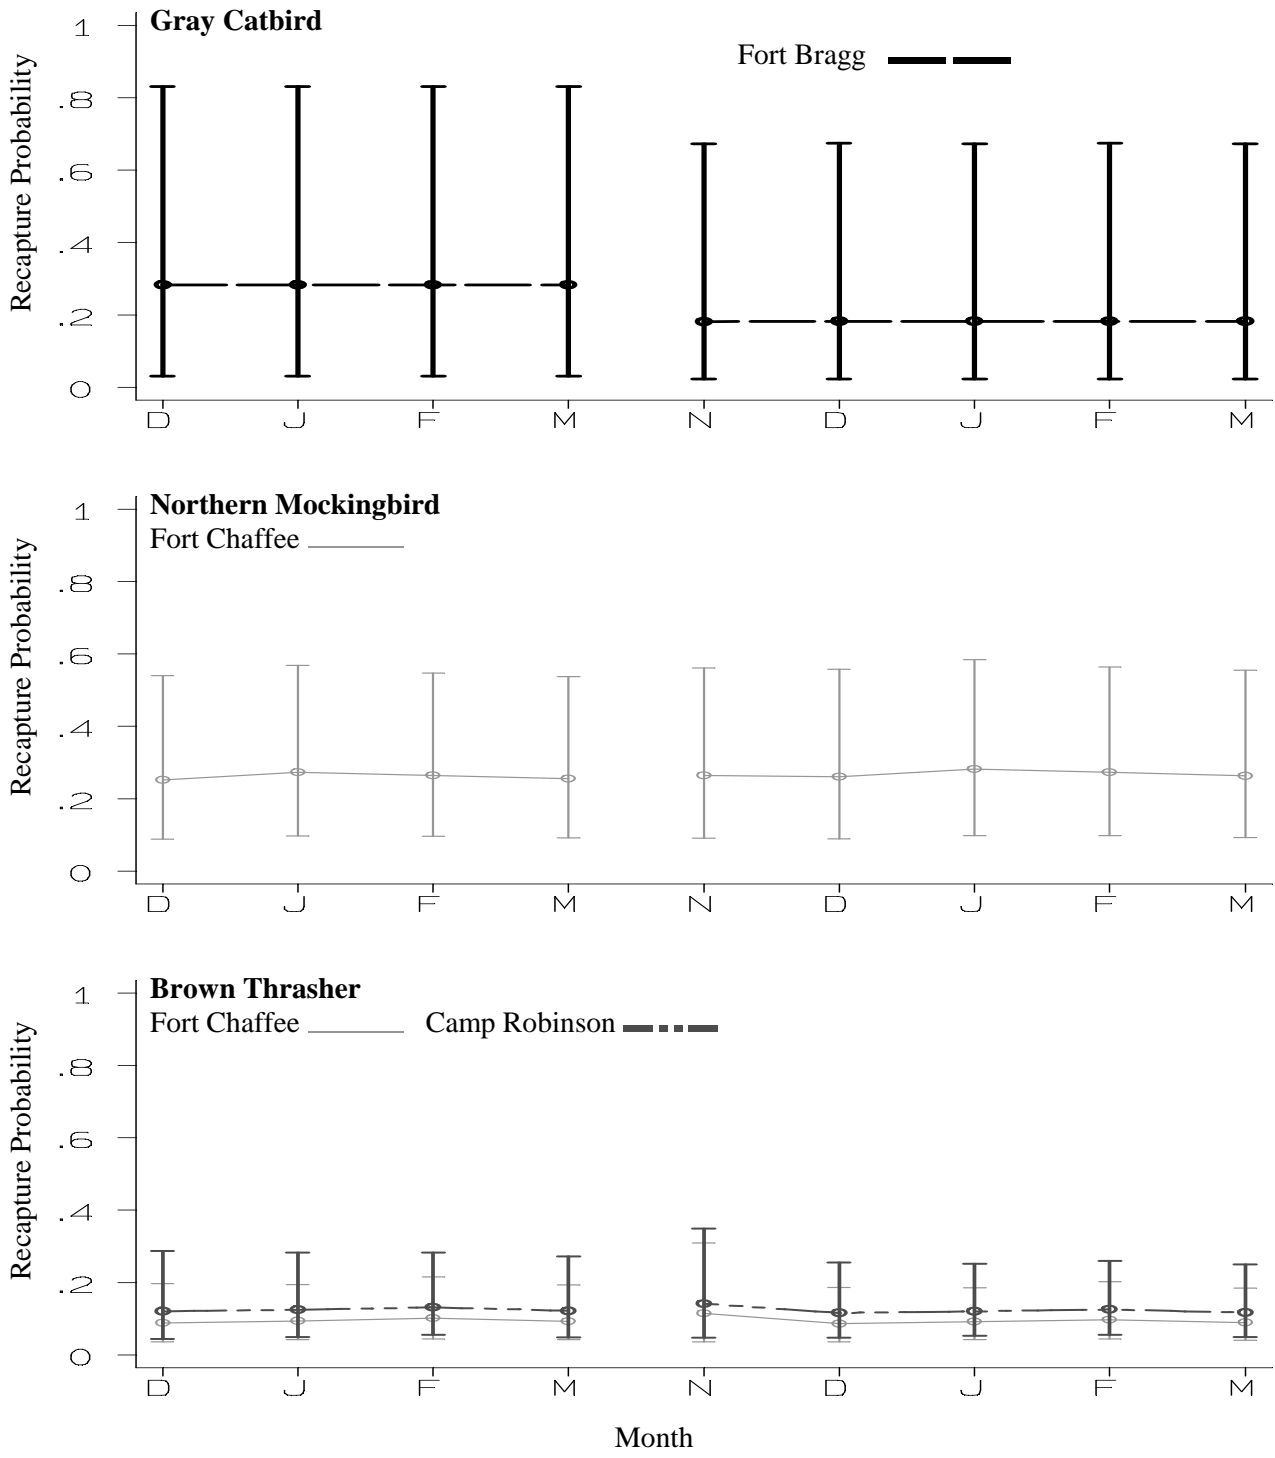 Gray Catbird
Fort Bragg
Recapture Probability
1
.8
.6
.4
.2
0
D J F M N D J F M
Northern Mockingbird
Fort Chaffee
Recapture Probability
1
.8
.6
.4
.2
0
D J F M N D J F M
Brown Thrasher
Fort Chaffee Camp Robinson
Recapture Probability
1
.8
.6
.4
.2
0
D J F M N D J F M
Month